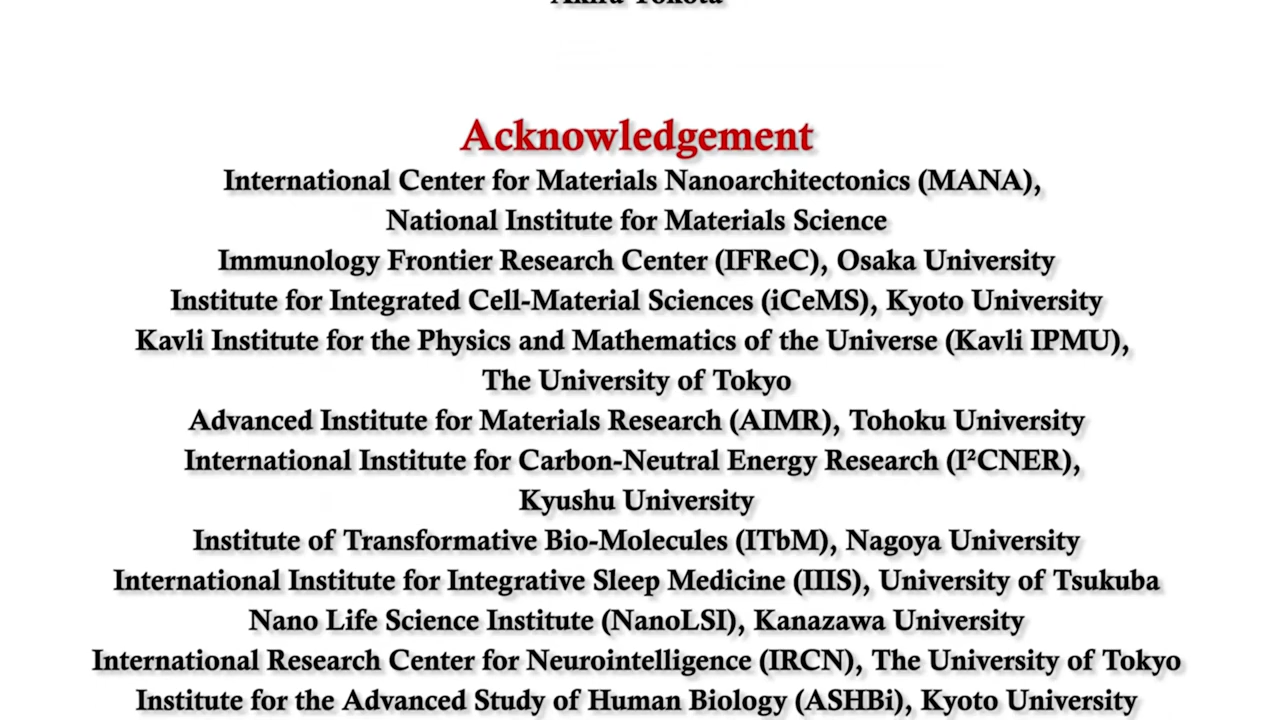 Acknowledgement
International Center for Materials Nanoarchitectonics (MANA),
National Institute for Materials Science
Immunology Frontier Research Center (IFReC), Osaka University
Institute for Integrated Cell-Material Sciences (iCeMS), Kyoto University
Kavli Institute for the Physics and Mathematics of the Universe (Kavli IPMU),
The University of Tokyo
Advanced Institute for Materials Research (AIMR), Tohoku University
International Institute for Carbon-Neutral Energy Research (I²CNER),
Kyushu University
Institute of Transformative Bio-Molecules (ITbM), Nagoya University
International Institute for Integrative Sleep Medicine (IIIS), University of Tsukuba
Nano Life Science Institute (NanoLSI), Kanazawa University
International Research Center for Neurointelligence (IRCN), The University of Tokyo
Institute for the Advanced Study of Human Biology (ASHBi), Kyoto University